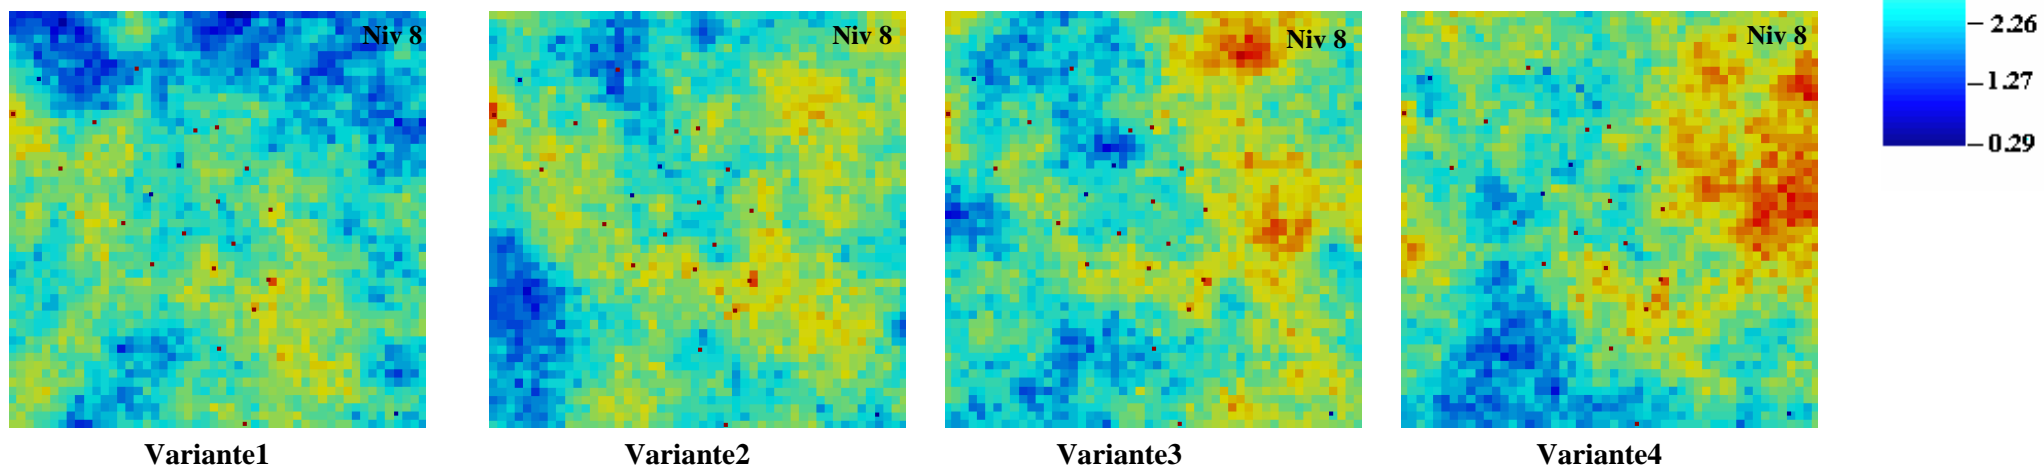 Niv 8
Niv 8
Niv 8
Niv 8
2.26
1.27
0.29
Variante1
Variante2
Variante3
Variante4